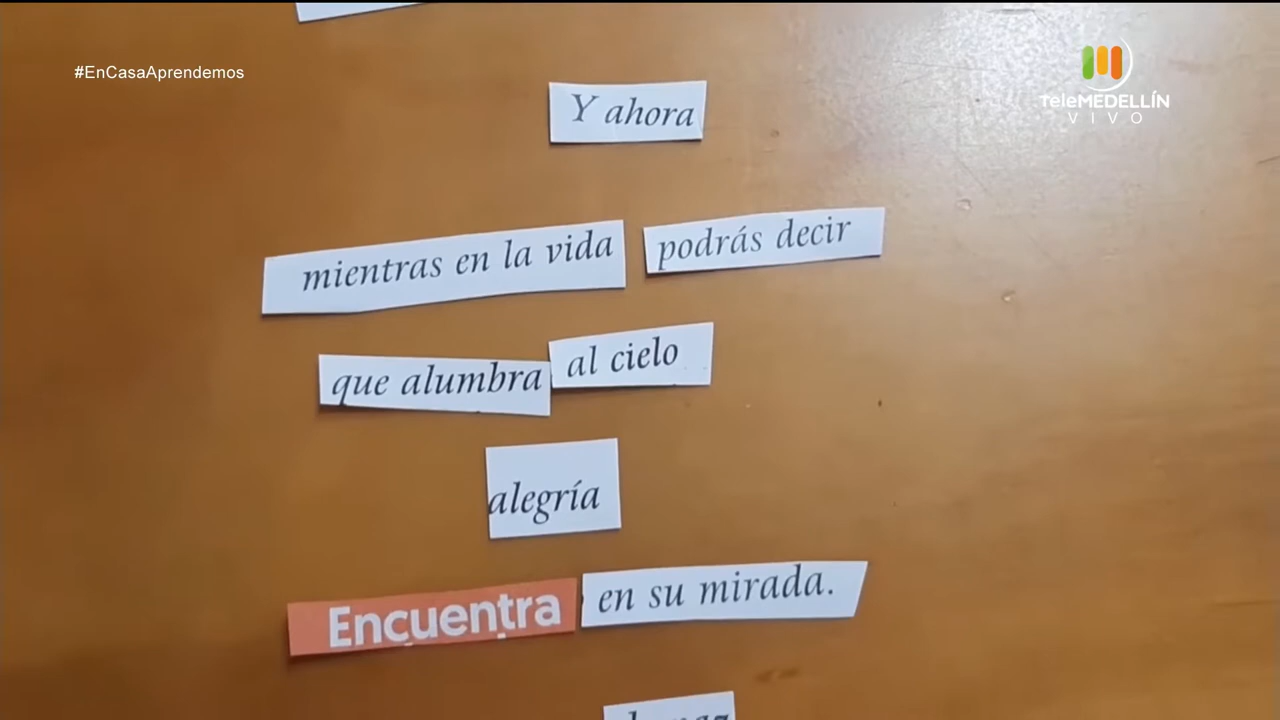 #EnCasaAprendemos
TeleMEDELLÍN
VIVO
Y ahora
mientras en la vida podrás decir
que alumbra al cielo
alegría
Encuentra en su mirada.